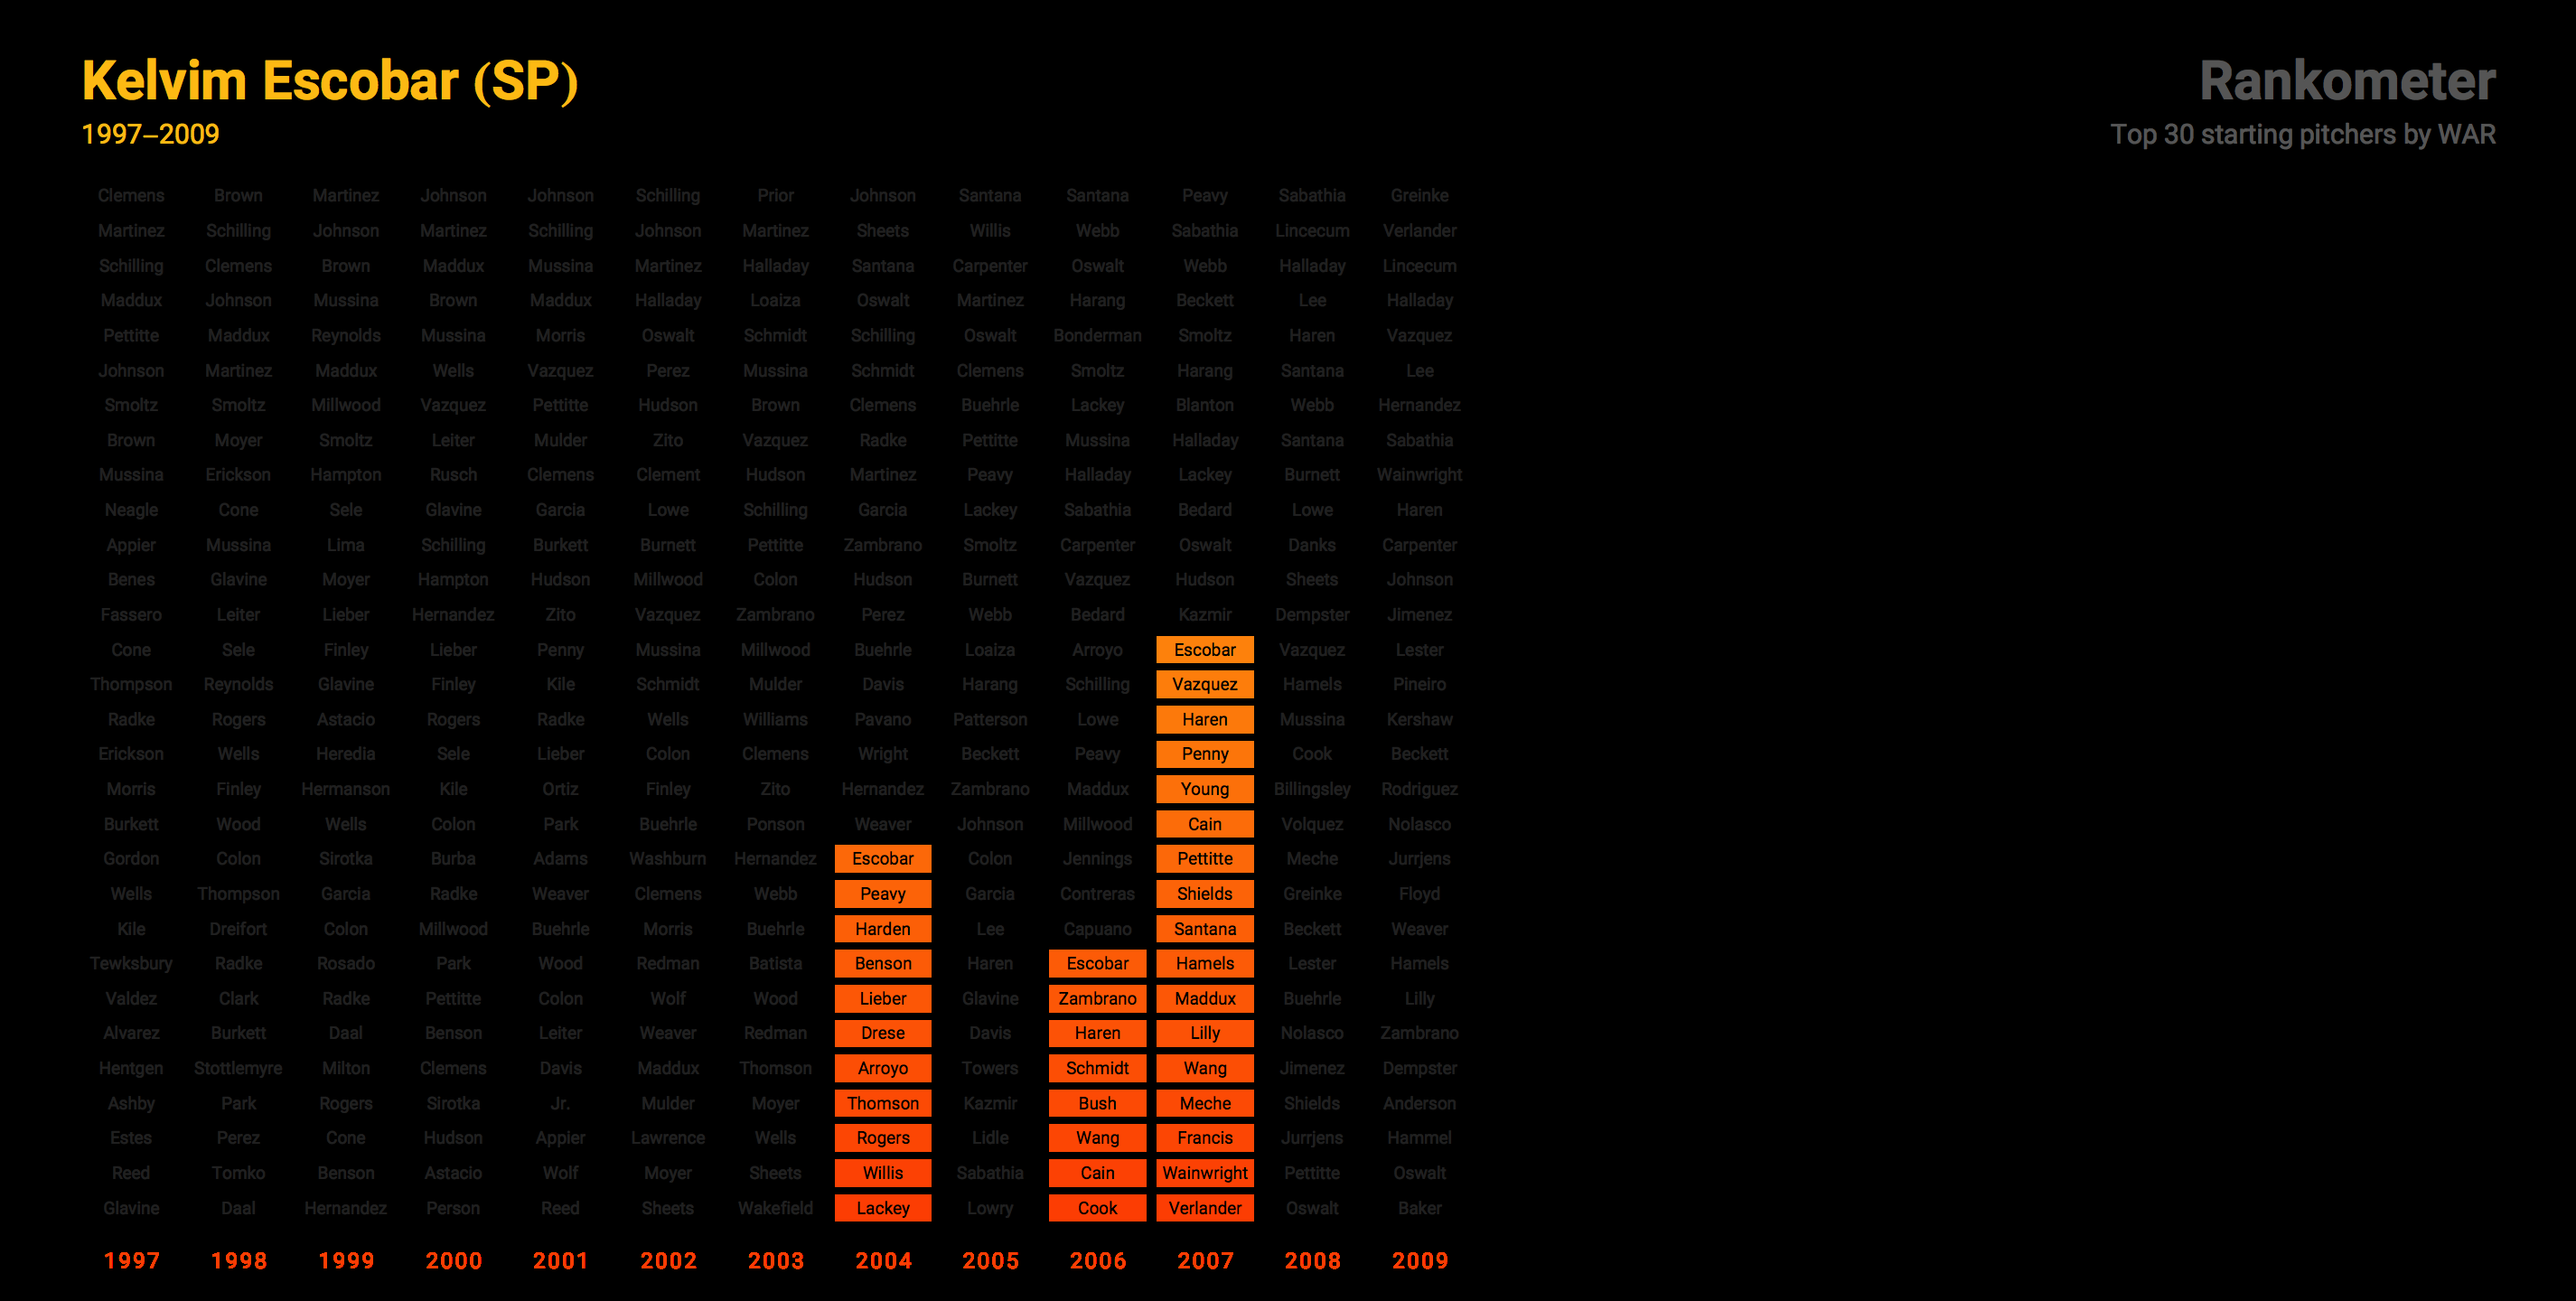 Kelvim Escobar (SP)
1997–2009
Rankometer
Top 30 starting pitchers by WAR
Clemens Brown Martinez Johnson Johnson Schilling Prior Johnson Santana Santana Peavy Sabathia Greinke
Martinez Schilling Johnson Martinez Schilling Johnson Martinez Sheets Willis Webb Sabathia Lincecum Verlander
Schilling Clemens Brown Maddux Mussina Martinez Halladay Santana Carpenter Oswalt Webb Halladay Lincecum
Maddux Johnson Mussina Brown Maddux Halladay Loaiza Oswalt Martinez Harang Beckett Lee Halladay
Pettitte Maddux Reynolds Mussina Morris Oswalt Schmidt Schilling Oswalt Bonderman Smoltz Haren Vazquez
Johnson Martinez Maddux Wells Vazquez Perez Mussina Schmidt Clemens Smoltz Harang Santana Lee
Smoltz Smoltz Millwood Vazquez Pettitte Hudson Brown Clemens Buehrle Lackey Blanton Webb Hernandez
Brown Moyer Smoltz Leiter Mulder Zito Vazquez Radke Pettitte Mussina Halladay Santana Sabathia
Mussina Erickson Hampton Rusch Clemens Clement Hudson Martinez Peavy Halladay Lackey Burnett Wainwright
Neagle Cone Sele Glavine Garcia Lowe Schilling Garcia Lackey Sabathia Bedard Lowe Haren
Appier Mussina Lima Schilling Burkett Burnett Pettitte Zambrano Smoltz Carpenter Oswalt Danks Carpenter
Benes Glavine Moyer Hampton Hudson Millwood Colon Hudson Burnett Vazquez Hudson Sheets Johnson
Fassero Leiter Lieber Hernandez Zito Vazquez Zambrano Perez Webb Bedard Kazmir Dempster Jimenez
Cone Sele Finley Lieber Penny Mussina Millwood Buehrle Loaiza Arroyo Escobar Vazquez Lester
Thompson Reynolds Glavine Finley Kile Schmidt Mulder Davis Harang Schilling Vazquez Hamels Pineiro
Radke Rogers Astacio Rogers Radke Wells Williams Pavano Patterson Lowe Haren Mussina Kershaw
Erickson Wells Heredia Sele Lieber Colon Clemens Wright Beckett Peavy Penny Cook Beckett
Morris Finley Hermanson Kile Ortiz Finley Zito Hernandez Zambrano Maddux Young Billingsley Rodriguez
Burkett Wood Wells Colon Park Buehrle Ponson Weaver Johnson Millwood Cain Volquez Nolasco
Gordon Colon Sirotka Burba Adams Washburn Hernandez Escobar Colon Jennings Pettitte Meche Jurrjens
Wells Thompson Garcia Radke Weaver Clemens Webb Peavy Garcia Contreras Shields Greinke Floyd
Kile Dreifort Colon Millwood Buehrle Morris Buehrle Harden Lee Capuano Santana Beckett Weaver
Tewksbury Radke Rosado Park Wood Redman Batista Benson Haren Escobar Hamels Lester Hamels
Valdez Clark Radke Pettitte Colon Wolf Wood Lieber Glavine Zambrano Maddux Buehrle Lilly
Alvarez Burkett Daal Benson Leiter Weaver Redman Drese Davis Haren Lilly Nolasco Zambrano
Hentgen Stottlemyre Milton Clemens Davis Maddux Thomson Arroyo Towers Schmidt Wang Jimenez Dempster
Ashby Park Rogers Sirotka Jr. Mulder Moyer Thomson Kazmir Bush Meche Shields Anderson
Estes Perez Cone Hudson Appier Lawrence Wells Rogers Lidle Wang Francis Jurrjens Hammel
Reed Tomko Benson Astacio Wolf Moyer Sheets Willis Sabathia Cain Wainwright Pettitte Oswalt
Glavine Daal Hernandez Person Reed Sheets Wakefield Lackey Lowry Cook Verlander Oswalt Baker
1997 1998 1999 2000 2001 2002 2003 2004 2005 2006 2007 2008 2009